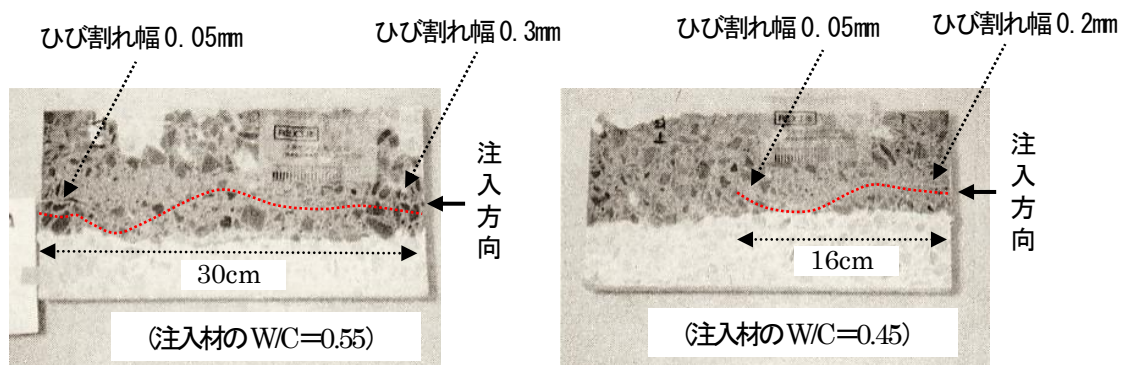 ひび割れ幅0.05㎜
ひび割れ幅0.3㎜
注入方向
30cm
(注入材のW/C=0.55)
ひび割れ幅0.05㎜
ひび割れ幅0.2㎜
注入方向
16cm
(注入材のW/C=0.45)